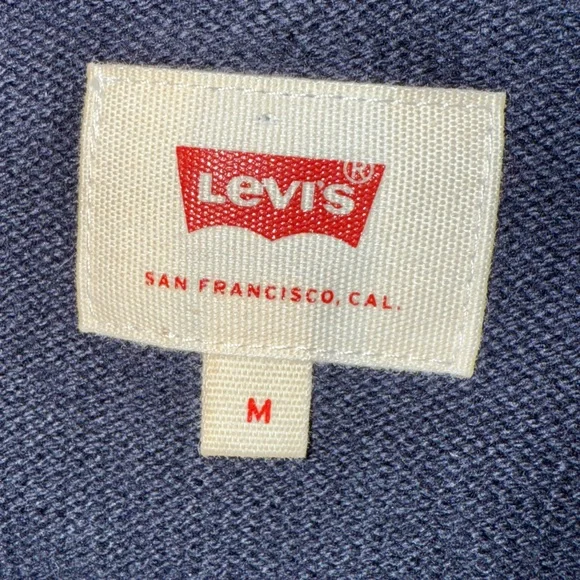 LEVI'S®
SAN FRANCISCO, CAL.
M